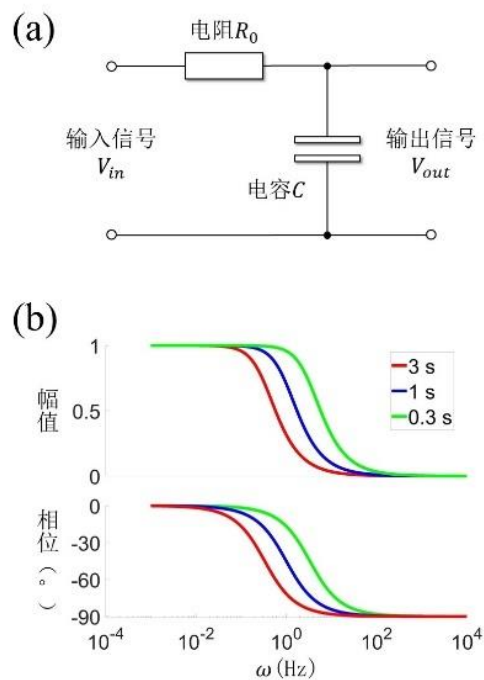 (a)
电阻R₀
输入信号
V_in
输出信号
V_out
电容C
(b)
幅值
1
0.5
0
3 s
1 s
0.3 s
相位(°)
0
-30
-60
-90
10⁻⁴
10⁻²
10⁰
10²
10⁴
ω(Hz)